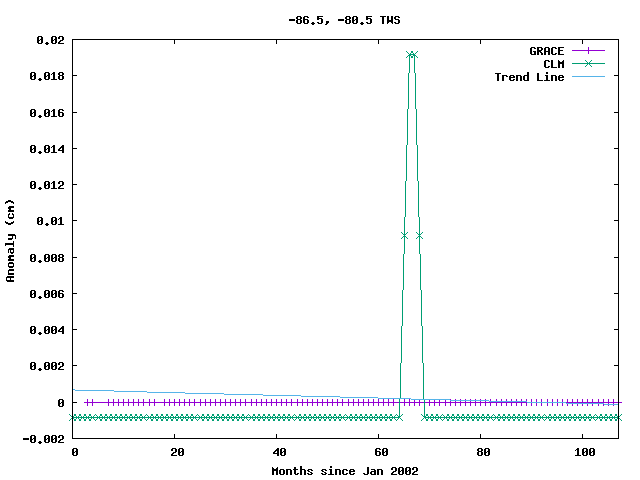 -86.5, -80.5 TWS
GRACE
CLM
Trend Line
0.02
0.018
0.016
0.014
0.012
0.01
0.008
0.006
0.004
0.002
0
-0.002
Anomaly (cm)
0 20 40 60 80 100
Months since Jan 2002